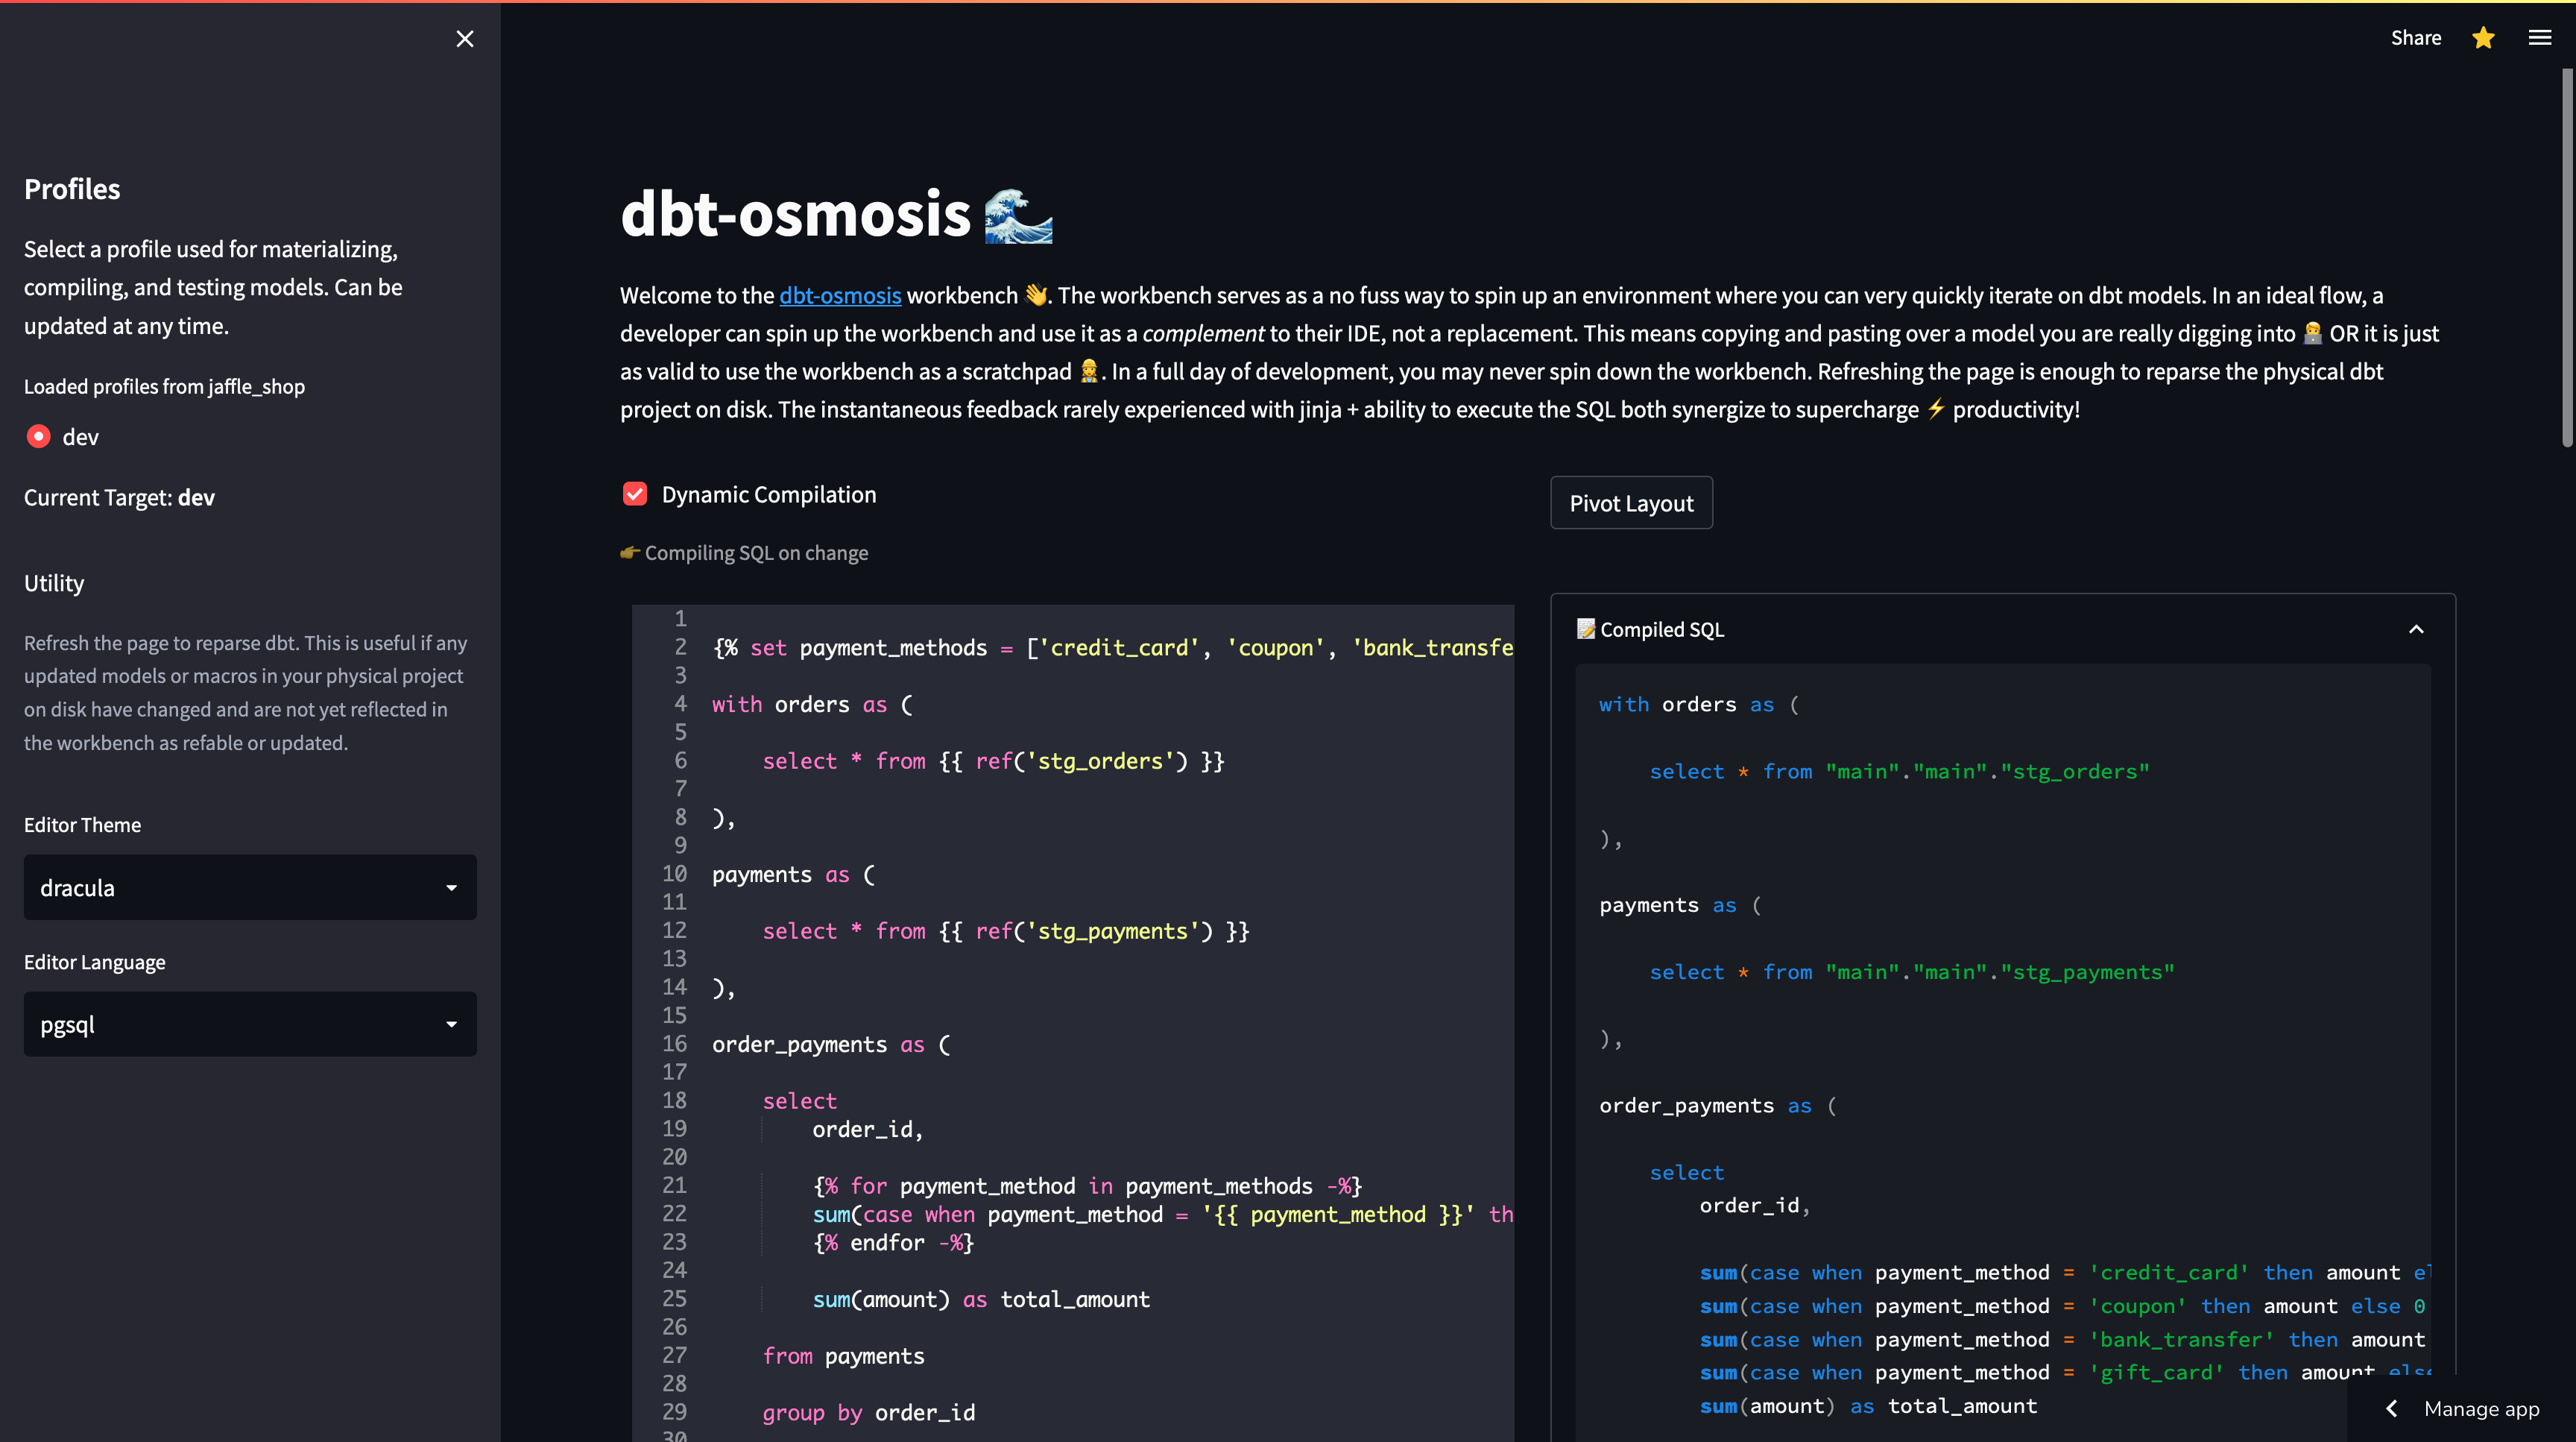 Share
Profiles
Select a profile used for materializing,
compiling, and testing models. Can be
updated at any time.
Loaded profiles from jaffle_shop
dev
Current Target: dev
Utility
Refresh the page to reparse dbt. This is useful if any
updated models or macros in your physical project
on disk have changed and are not yet reflected in
the workbench as refable or updated.
Editor Theme
dracula
Editor Language
pgsql
dbt-osmosis 🌊
Welcome to the dbt-osmosis workbench 👋. The workbench serves as a no fuss way to spin up an environment where you can very quickly iterate on dbt models. In an ideal flow, a
developer can spin up the workbench and use it as a complement to their IDE, not a replacement. This means copying and pasting over a model you are really digging into 🧑‍💻 OR it is just
as valid to use the workbench as a scratchpad 👷. In a full day of development, you may never spin down the workbench. Refreshing the page is enough to reparse the physical dbt
project on disk. The instantaneous feedback rarely experienced with jinja + ability to execute the SQL both synergize to supercharge ⚡ productivity!
Dynamic Compilation
👉 Compiling SQL on change
Pivot Layout
1
2 {% set payment_methods = ['credit_card', 'coupon', 'bank_transfe
3
4 with orders as (
5
6     select * from {{ ref('stg_orders') }}
7
8 ),
9
10 payments as (
11
12     select * from {{ ref('stg_payments') }}
13
14 ),
15
16 order_payments as (
17
18     select
19         order_id,
20
21         {% for payment_method in payment_methods -%}
22         sum(case when payment_method = '{{ payment_method }}' th
23         {% endfor -%}
24
25         sum(amount) as total_amount
26
27     from payments
28
29     group by order_id
30
📝 Compiled SQL
with orders as (
    select * from "main"."main"."stg_orders"
),
payments as (
    select * from "main"."main"."stg_payments"
),
order_payments as (
    select
        order_id,
        sum(case when payment_method = 'credit_card' then amount el
        sum(case when payment_method = 'coupon' then amount else 0
        sum(case when payment_method = 'bank_transfer' then amount
        sum(case when payment_method = 'gift_card' then amount else
        sum(amount) as total_amount
Manage app